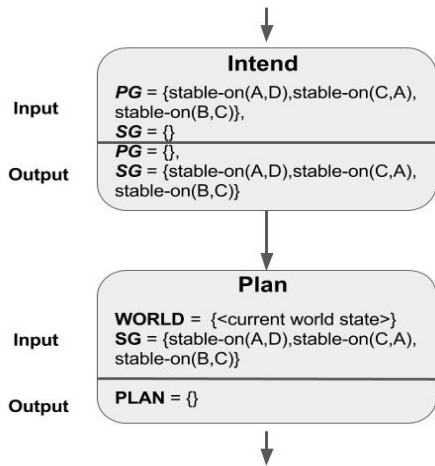 Intend
Input
PG = {stable-on(A,D),stable-on(C,A),
stable-on(B,C)},
SG = {}
Output
PG = {},
SG = {stable-on(A,D),stable-on(C,A),
stable-on(B,C)}
Plan
Input
WORLD = {<current world state>}
SG = {stable-on(A,D),stable-on(C,A),
stable-on(B,C)}
Output
PLAN = {}